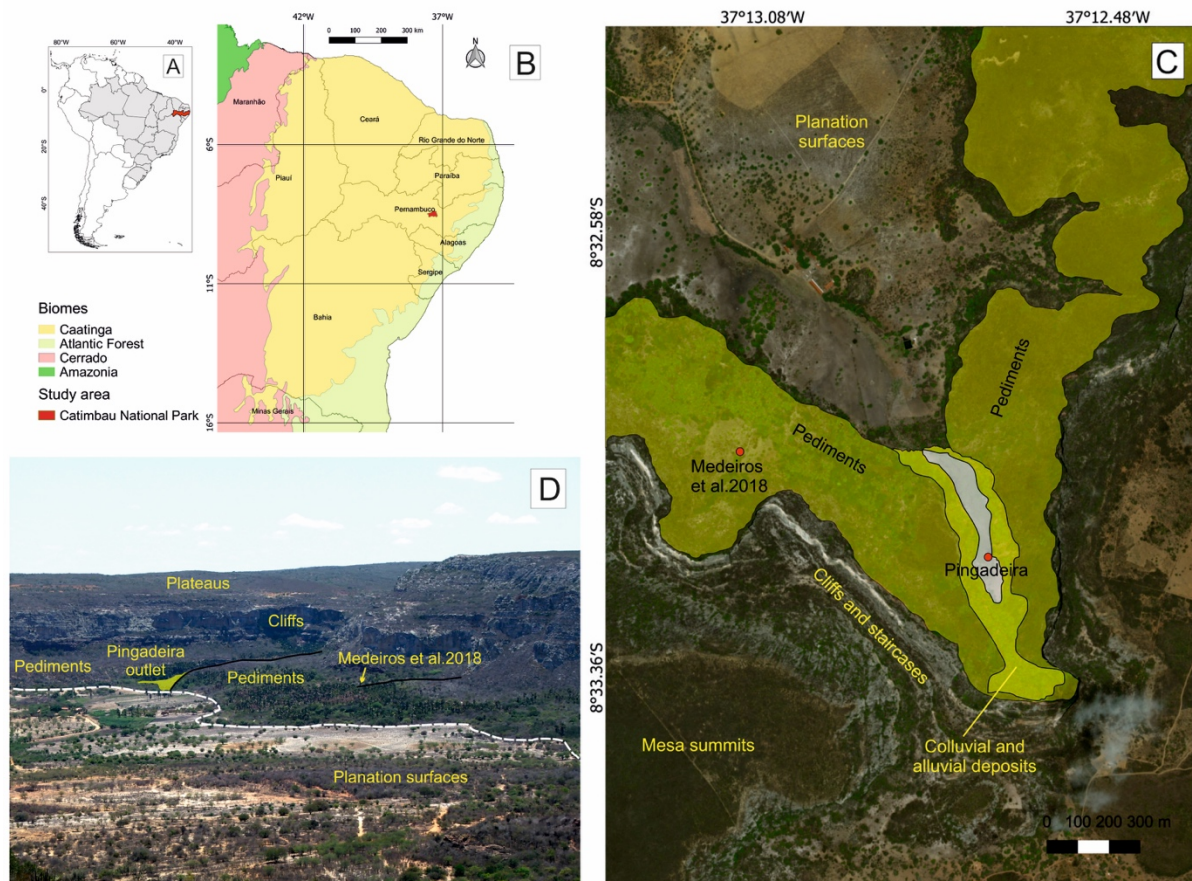 A
80°W 60°W 40°W
0°
20°S
40°S
42°W 37°W
0 100 200 300 km
N
B
Maranhão
Ceará
Rio Grande do Norte
6°S
Piauí
Paraíba
Pernambuco
Alagoas
Sergipe
11°S
Bahia
Minas Gerais
16°S
Biomes
Caatinga
Atlantic Forest
Cerrado
Amazonia
Study area
Catimbau National Park
37°13.08'W 37°12.48'W
C
Planation
surfaces
8°32.58'S
Pediments
Pediments
Medeiros
et al.2018
Pingadeira
Cliffs and staircases
8°33.36'S
Mesa summits
Colluvial and
alluvial deposits
0 100 200 300 m
D
Plateaus
Cliffs
Pingadeira
outlet
Pediments
Medeiros et al.2018
Pediments
Planation surfaces